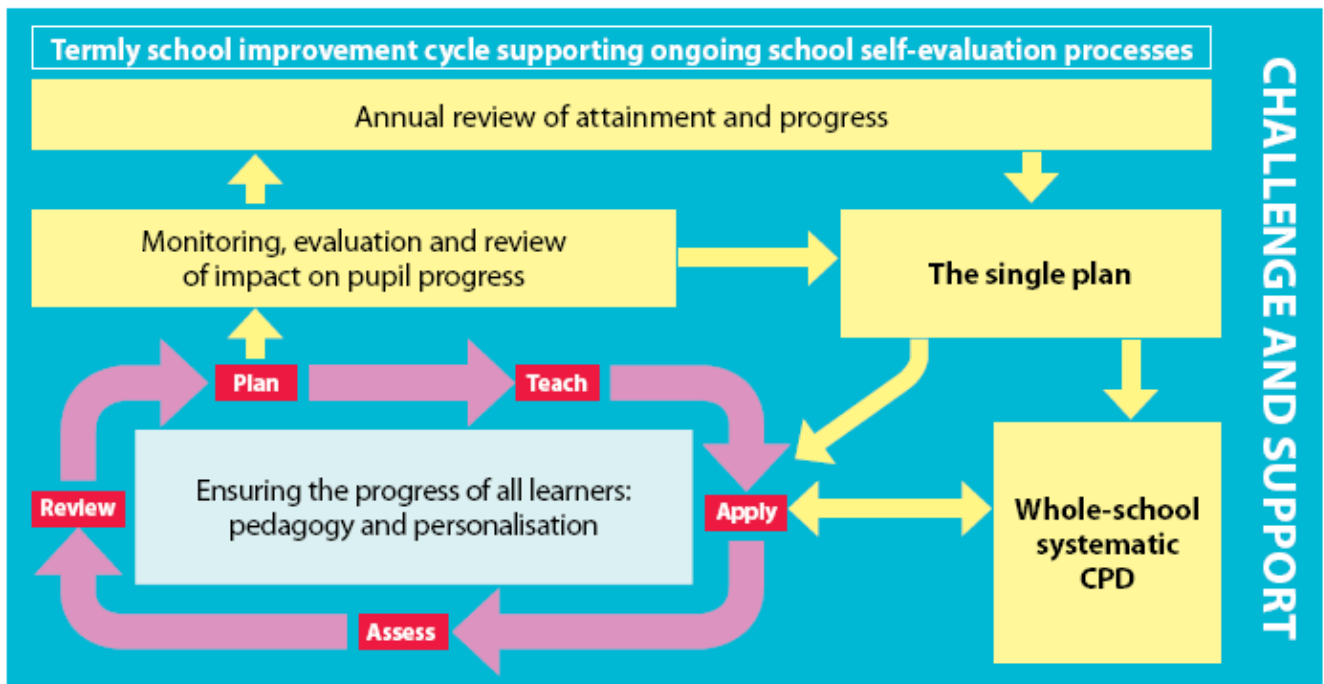 Termly school improvement cycle supporting ongoing school self-evaluation processes
Annual review of attainment and progress
Monitoring, evaluation and review
of impact on pupil progress
The single plan
Plan
Teach
Ensuring the progress of all learners:
pedagogy and personalisation
Review
Apply
Assess
Whole-school
systematic
CPD
CHALLENGE AND SUPPORT